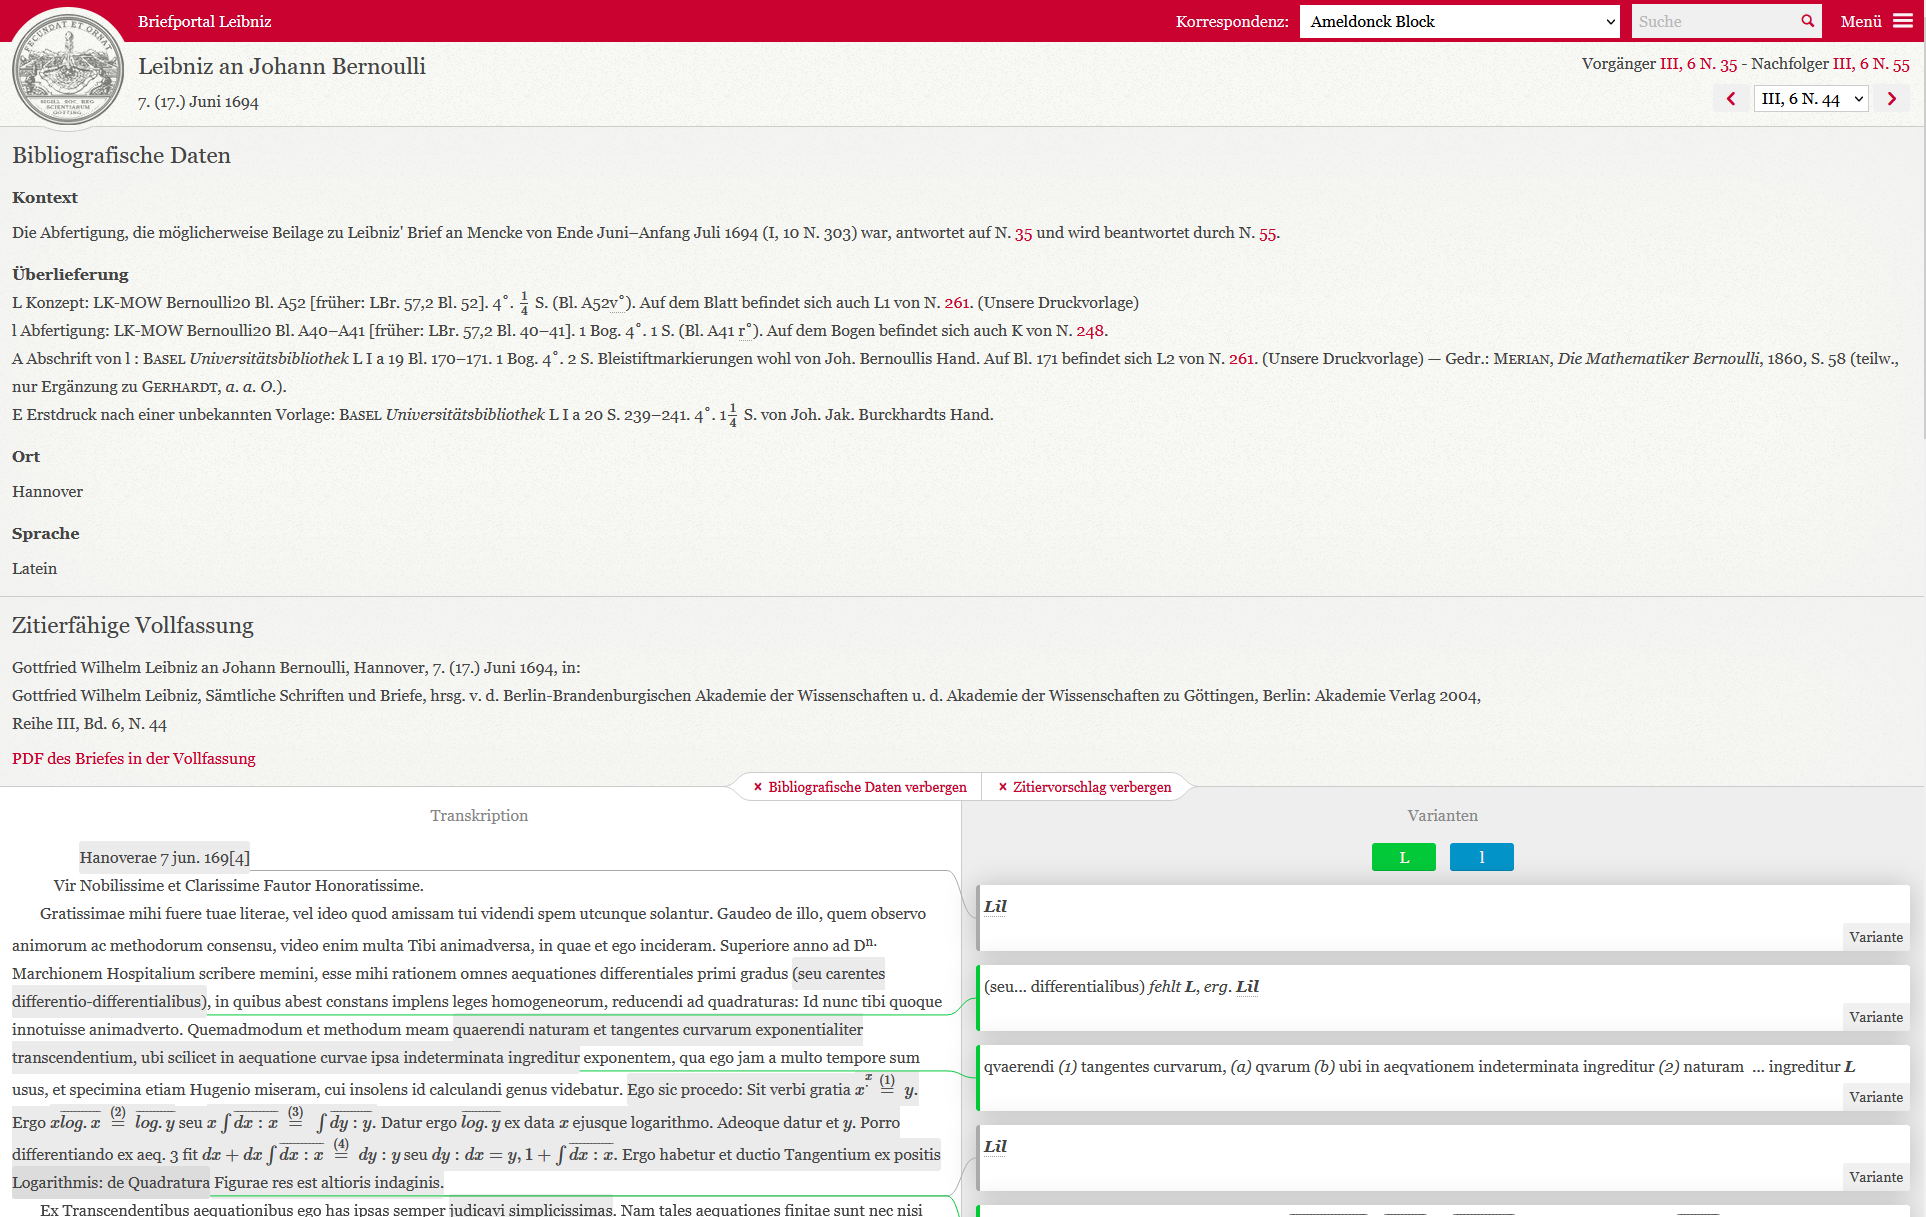 Briefportal Leibniz
Korrespondenz: Ameldonck Block Suche Menü
FECUNDAT ET ORNAT
SIGILL. SOC. REG.
SCIENTIARUM
GOTTING.
Leibniz an Johann Bernoulli
7. (17.) Juni 1694
Vorgänger III, 6 N. 35 - Nachfolger III, 6 N. 55
III, 6 N. 44
Bibliografische Daten
Kontext
Die Abfertigung, die möglicherweise Beilage zu Leibniz' Brief an Mencke von Ende Juni–Anfang Juli 1694 (I, 10 N. 303) war, antwortet auf N. 35 und wird beantwortet durch N. 55.
Überlieferung
L Konzept: LK-MOW Bernoulli20 Bl. A52 [früher: LBr. 57,2 Bl. 52]. 4°. 1/4 S. (Bl. A52v°). Auf dem Blatt befindet sich auch L1 von N. 261. (Unsere Druckvorlage)
l Abfertigung: LK-MOW Bernoulli20 Bl. A40–A41 [früher: LBr. 57,2 Bl. 40–41]. 1 Bog. 4°. 1 S. (Bl. A41 r°). Auf dem Bogen befindet sich auch K von N. 248.
A Abschrift von l : BASEL Universitätsbibliothek L I a 19 Bl. 170–171. 1 Bog. 4°. 2 S. Bleistiftmarkierungen wohl von Joh. Bernoullis Hand. Auf Bl. 171 befindet sich L2 von N. 261. (Unsere Druckvorlage) — Gedr.: MERIAN, Die Mathematiker Bernoulli, 1860, S. 58 (teilw.,
nur Ergänzung zu GERHARDT, a. a. O.).
E Erstdruck nach einer unbekannten Vorlage: BASEL Universitätsbibliothek L I a 20 S. 239–241. 4°. 1 1/4 S. von Joh. Jak. Burckhardts Hand.
Ort
Hannover
Sprache
Latein
Zitierfähige Vollfassung
Gottfried Wilhelm Leibniz an Johann Bernoulli, Hannover, 7. (17.) Juni 1694, in:
Gottfried Wilhelm Leibniz, Sämtliche Schriften und Briefe, hrsg. v. d. Berlin-Brandenburgischen Akademie der Wissenschaften u. d. Akademie der Wissenschaften zu Göttingen, Berlin: Akademie Verlag 2004,
Reihe III, Bd. 6, N. 44
PDF des Briefes in der Vollfassung
× Bibliografische Daten verbergen × Zitiervorschlag verbergen
Transkription
Hanoverae 7 jun. 169[4]
Vir Nobilissime et Clarissime Fautor Honoratissime.
Gratissimae mihi fuere tuae literae, vel ideo quod amissam tui videndi spem utcunque solantur. Gaudeo de illo, quem observo
animorum ac methodorum consensu, video enim multa Tibi animadversa, in quae et ego incideram. Superiore anno ad Dⁿ·
Marchionem Hospitalium scribere memini, esse mihi rationem omnes aequationes differentiales primi gradus (seu carentes
differentio-differentialibus), in quibus abest constans implens leges homogeneorum, reducendi ad quadraturas: Id nunc tibi quoque
innotuisse animadverto. Quemadmodum et methodum meam quaerendi naturam et tangentes curvarum exponentialiter
transcendentium, ubi scilicet in aequatione curvae ipsa indeterminata ingreditur exponentem, qua ego jam a multo tempore sum
usus, et specimina etiam Hugenio miseram, cui insolens id calculandi genus videbatur. Ego sic procedo: Sit verbi gratia x^x (1)= y.
Ergo xlog. x (2)= log. y seu x ∫ dx : x (3)= ∫ dy : y. Datur ergo log. y ex data x ejusque logarithmo. Adeoque datur et y. Porro
differentiando ex aeq. 3 fit dx + dx ∫ dx : x (4)= dy : y seu dy : dx = y, 1 + ∫ dx : x. Ergo habetur et ductio Tangentium ex positis
Logarithmis: de Quadratura Figurae res est altioris indaginis.
Ex Transcendentibus aequationibus ego has ipsas semper judicavi simplicissimas. Nam tales aequationes finitae sunt nec nisi
Varianten
L l
Lil
Variante
(seu... differentialibus) fehlt L, erg. Lil
Variante
qvaerendi (1) tangentes curvarum, (a) qvarum (b) ubi in aeqvationem indeterminata ingreditur (2) naturam ... ingreditur L
Variante
Lil
Variante